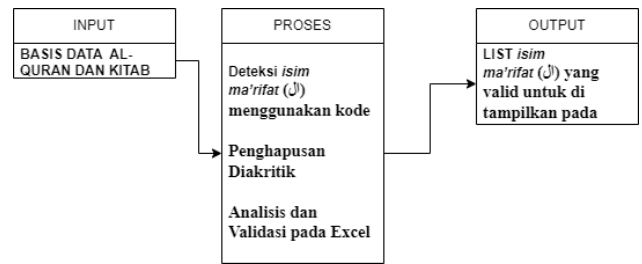 INPUT
BASIS DATA AL-
QURAN DAN KITAB
PROSES
Deteksi isim
ma'rifat (ال)
menggunakan kode
Penghapusan
Diakritik
Analisis dan
Validasi pada Excel
OUTPUT
LIST isim
ma'rifat (ال) yang
valid untuk di
tampilkan pada